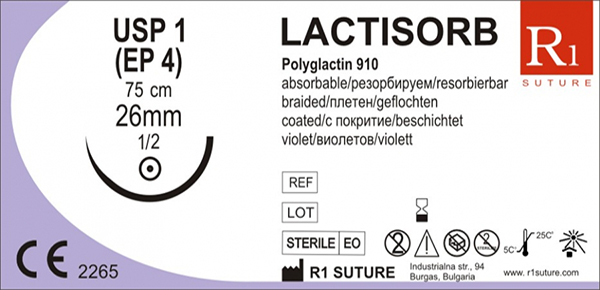 USP 1
(EP 4)
75 cm
26mm
1/2
CE 2265
LACTISORB
Polyglactin 910
absorbable/резорбируем/resorbierbar
braided/плетен/geflochten
coated/с покритие/beschichtet
violet/виолетов/violett
REF
LOT
STERILE EO
R1 SUTURE
Industrialna str., 94
Burgas, Bulgaria
R1
SUTURE
2
STERILIZE
5C°
25C°
www.r1suture.com